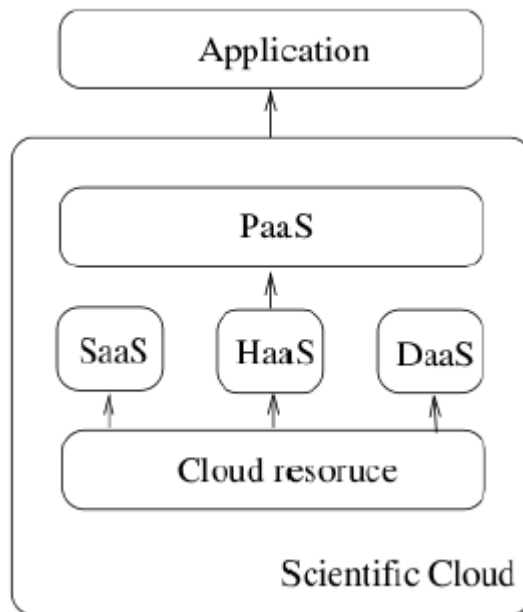 Application
PaaS
SaaS
HaaS
DaaS
Cloud resoruce
Scientific Cloud